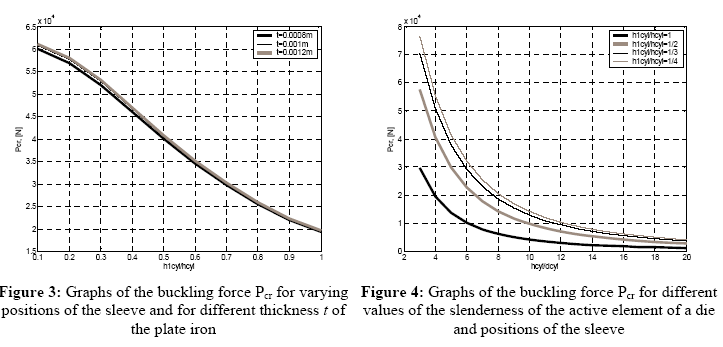 x 10⁴
6.5
6
5.5
5
4.5
4
3.5
3
2.5
2
1.5
Pcr, [N]
t=0.0008m
t=0.001m
t=0.0012m
0.1 0.2 0.3 0.4 0.5 0.6 0.7 0.8 0.9 1
h1cyl/hcyl
Figure 3: Graphs of the buckling force Pcr for varying
positions of the sleeve and for different thickness t of
the plate iron
x 10⁴
8
7
6
5
4
3
2
1
0
Pcr, [N]
h1cyl/hcyl=1
h1cyl/hcyl=1/2
h1cyl/hcyl=1/3
h1cyl/hcyl=1/4
2 4 6 8 10 12 14 16 18 20
hcyl/dcyl
Figure 4: Graphs of the buckling force Pcr for different
values of the slenderness of the active element of a die
and positions of the sleeve